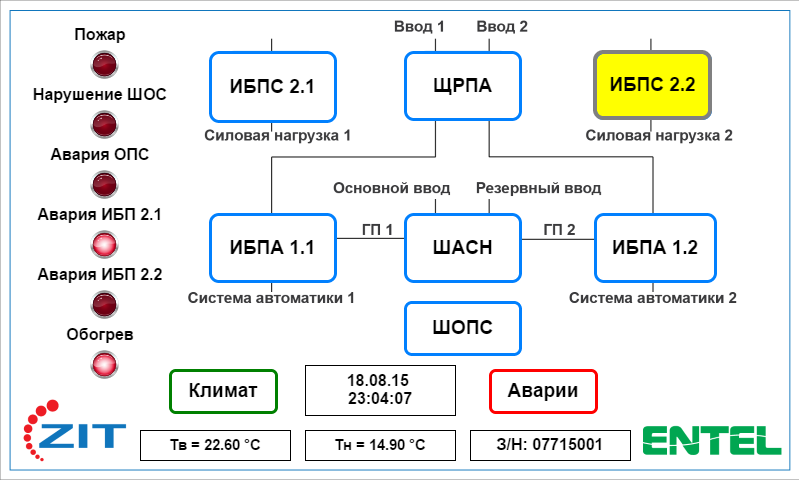 Пожар
Нарушение ШОС
Авария ОПС
Авария ИБП 2.1
Авария ИБП 2.2
Обогрев
Ввод 1 Ввод 2
ИБПС 2.1 ЩРПА ИБПС 2.2
Силовая нагрузка 1 Силовая нагрузка 2
Основной ввод Резервный ввод
ГП 1 ГП 2
ИБПА 1.1 ШАСН ИБПА 1.2
Система автоматики 1 Система автоматики 2
ШОПС
Климат
18.08.15
23:04:07
Аварии
ZIT
Тв = 22.60 °C Тн = 14.90 °C З/Н: 07715001
ENTEL